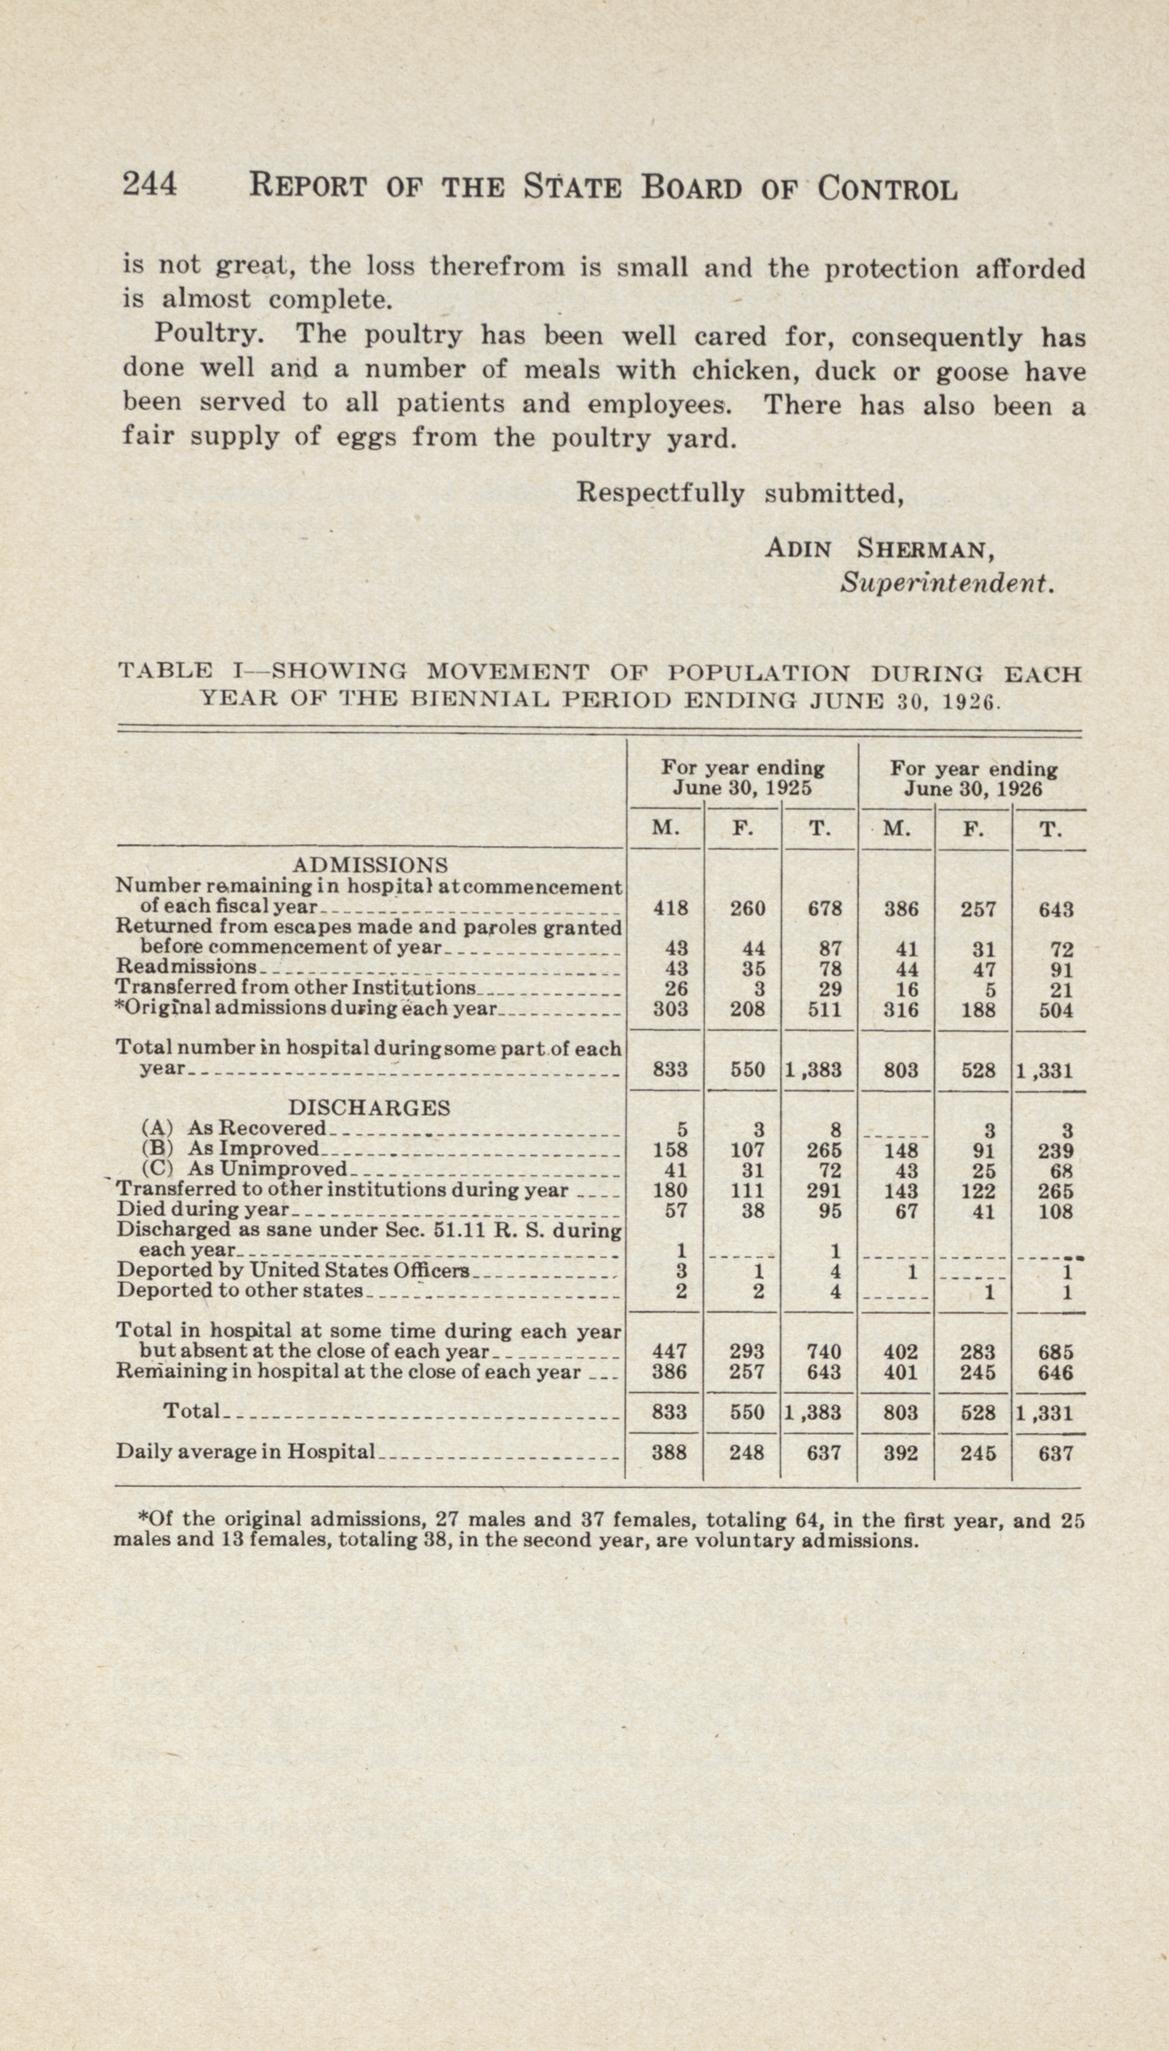 244 REPORT OF THE STATE BOARD OF CONTROL
is not great, the loss therefrom is small and the protection afforded
is almost complete.
Poultry. The poultry has been well cared for, consequently has
done well and a number of meals with chicken, duck or goose have
been served to all patients and employees. There has also been a
fair supply of eggs from the poultry yard.
Respectfully submitted,
ADIN SHERMAN,
Superintendent.
TABLE I—SHOWING MOVEMENT OF POPULATION DURING EACH
YEAR OF THE BIENNIAL PERIOD ENDING JUNE 30, 1926.
For year ending For year ending
June 30, 1925 June 30, 1926
M. F. T. M. F. T.
ADMISSIONS
Number remaining in hospital at commencement
of each fiscal year 418 260 678 386 257 643
Returned from escapes made and paroles granted
before commencement of year 43 44 87 41 31 72
Readmissions 43 35 78 44 47 91
Transferred from other Institutions 26 3 29 16 5 21
*Original admissions during each year 303 208 511 316 188 504
Total number in hospital during some part of each
year 833 550 1,383 803 528 1,331
DISCHARGES
(A) As Recovered 5 3 8 ------ 3 3
(B) As Improved 158 107 265 148 91 239
(C) As Unimproved 41 31 72 43 25 68
Transferred to other institutions during year 180 111 291 143 122 265
Died during year 57 38 95 67 41 108
Discharged as sane under Sec. 51.11 R. S. during
each year 1 ------ 1 ------ ------ ------
Deported by United States Officers 3 1 4 1 ------ 1
Deported to other states 2 2 4 ------ 1 1
Total in hospital at some time during each year
but absent at the close of each year 447 293 740 402 283 685
Remaining in hospital at the close of each year 386 257 643 401 245 646
Total 833 550 1,383 803 528 1,331
Daily average in Hospital 388 248 637 392 245 637
*Of the original admissions, 27 males and 37 females, totaling 64, in the first year, and 25
males and 13 females, totaling 38, in the second year, are voluntary admissions.